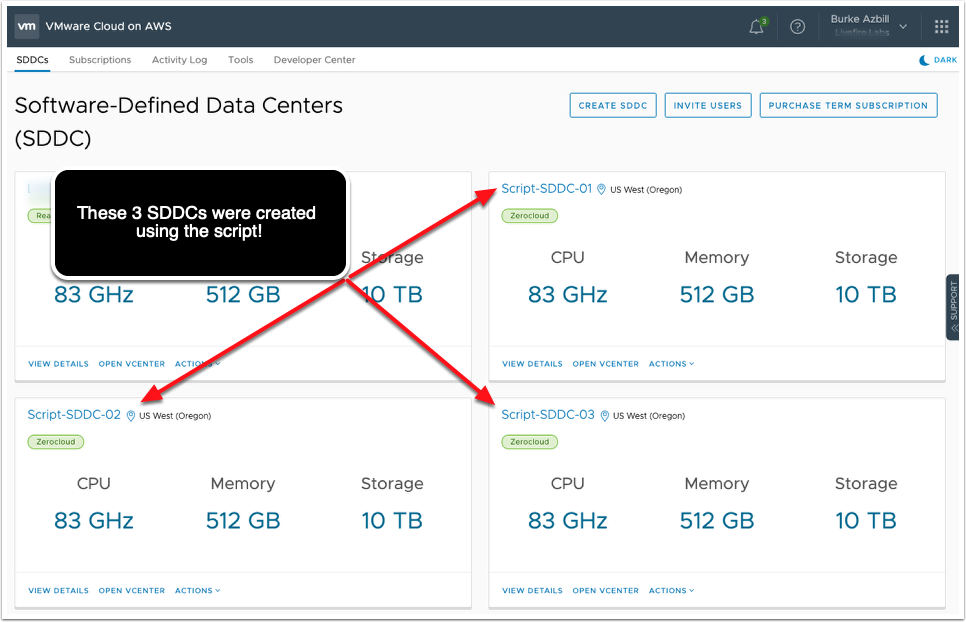 vm VMware Cloud on AWS
3
Burke Azbill
Livefire Labs
SDDCs Subscriptions Activity Log Tools Developer Center DARK
Software-Defined Data Centers
(SDDC)
CREATE SDDC INVITE USERS PURCHASE TERM SUBSCRIPTION
These 3 SDDCs were created
using the script!
Rea
Storage
83 GHz 512 GB 10 TB
VIEW DETAILS OPEN VCENTER ACTIONS
Script-SDDC-01 US West (Oregon)
Zerocloud
CPU Memory Storage
83 GHz 512 GB 10 TB
VIEW DETAILS OPEN VCENTER ACTIONS
SUPPORT
Script-SDDC-02 US West (Oregon)
Zerocloud
CPU Memory Storage
83 GHz 512 GB 10 TB
VIEW DETAILS OPEN VCENTER ACTIONS
Script-SDDC-03 US West (Oregon)
Zerocloud
CPU Memory Storage
83 GHz 512 GB 10 TB
VIEW DETAILS OPEN VCENTER ACTIONS